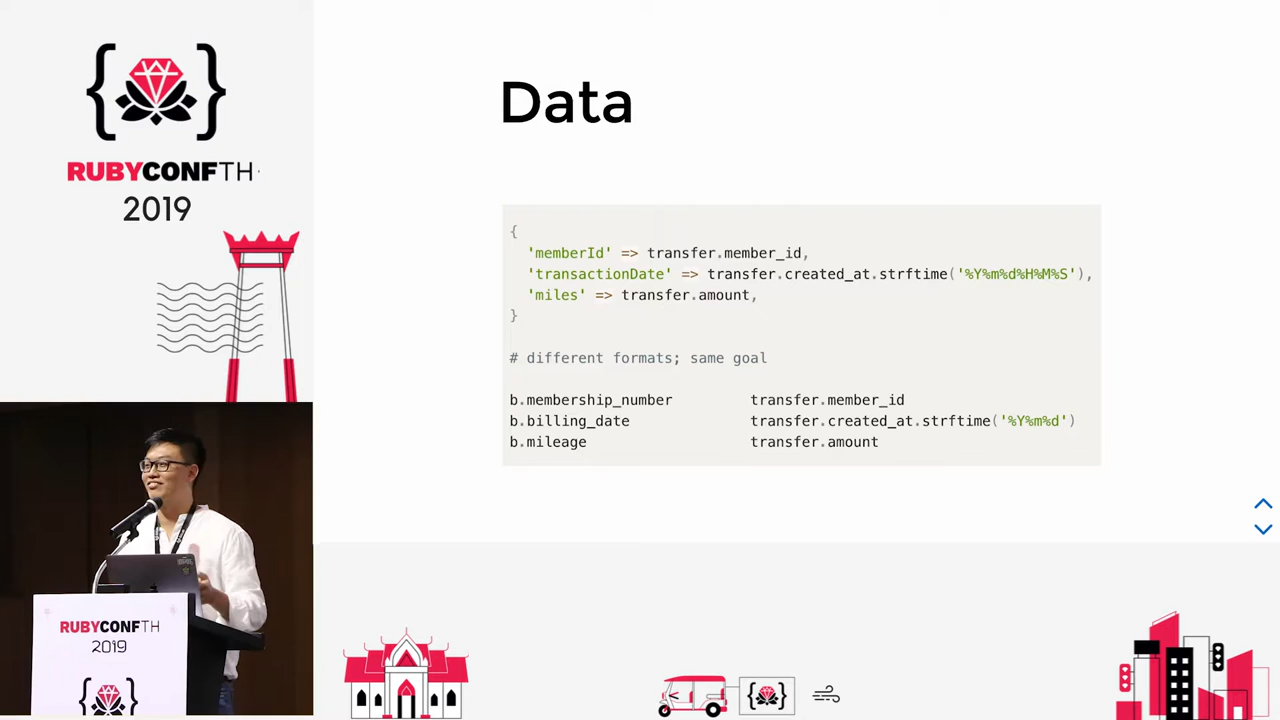 RUBYCONFTH
2019
Data
{
  'memberId' => transfer.member_id,
  'transactionDate' => transfer.created_at.strftime('%Y%m%d%H%M%S'),
  'miles' => transfer.amount,
}
# different formats; same goal
b.membership_number transfer.member_id
b.billing_date transfer.created_at.strftime('%Y%m%d')
b.mileage transfer.amount
RUBYCONFTH
2019